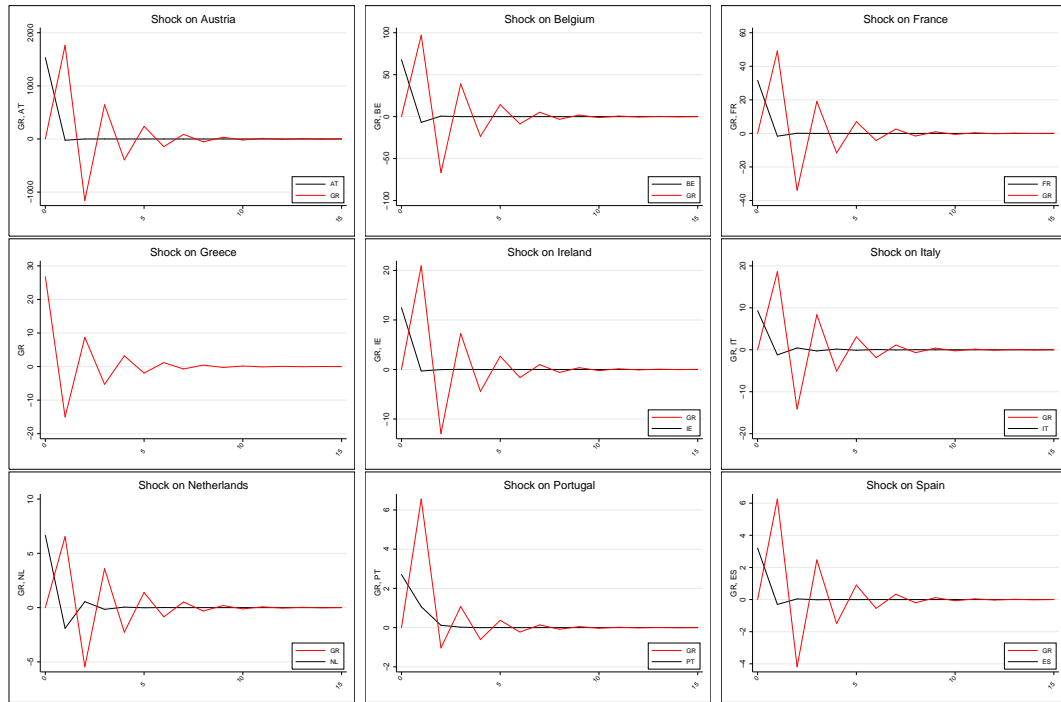 Shock on Austria
GR, AT
2000
1000
0
−1000
0
5
10
15
AT
GR
Shock on Belgium
GR, BE
100
50
0
−50
−100
0
5
10
15
BE
GR
Shock on France
GR, FR
60
40
20
0
−20
−40
0
5
10
15
FR
GR
Shock on Greece
GR
30
20
10
0
−10
−20
0
5
10
15
Shock on Ireland
GR, IE
20
10
0
−10
0
5
10
15
GR
IE
Shock on Italy
GR, IT
20
10
0
−10
−20
0
5
10
15
GR
IT
Shock on Netherlands
GR, NL
10
5
0
−5
0
5
10
15
GR
NL
Shock on Portugal
GR, PT
6
4
2
0
−2
0
5
10
15
GR
PT
Shock on Spain
GR, ES
6
4
2
0
−2
−4
0
5
10
15
GR
ES